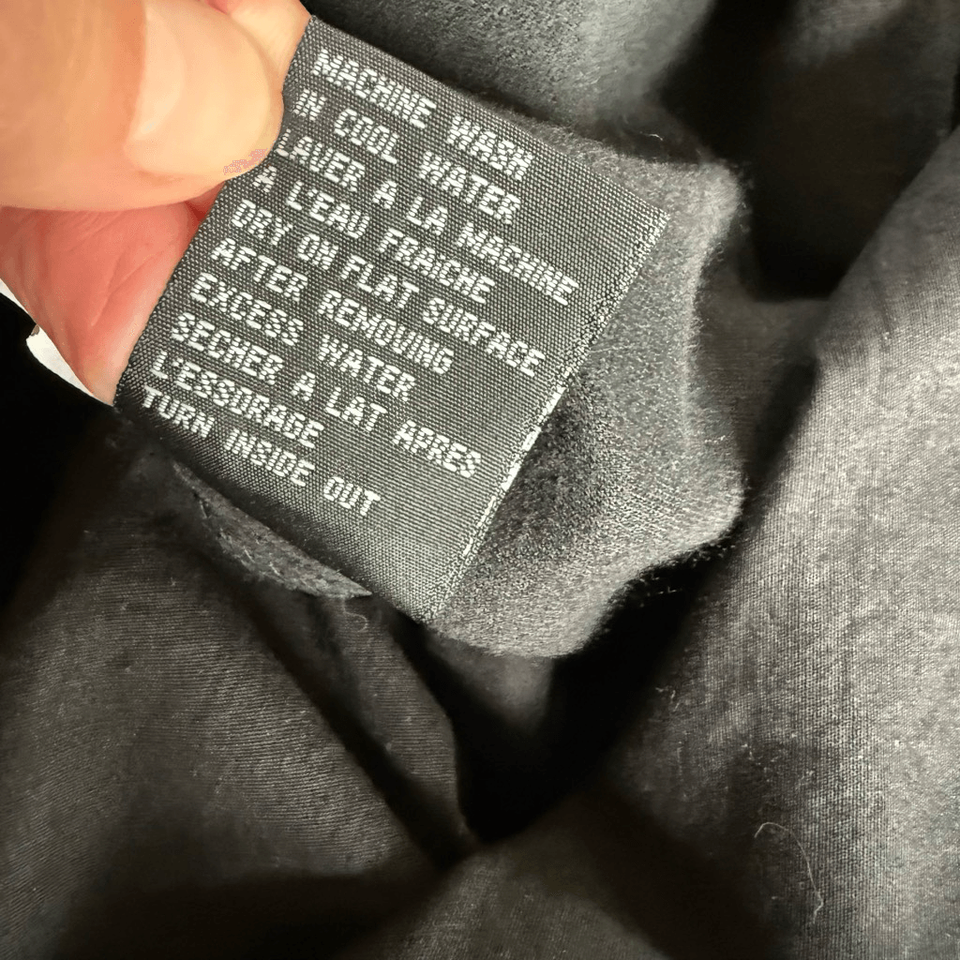 MACHINE WASH
IN COOL WATER
LAVER A LA MACHINE
A L'EAU FRAICHE
DRY ON FLAT SURFACE
AFTER REMOVING
EXCESS WATER
SECHER A LAT ARRES
L'ESSORAGE
TURN INSIDE OUT